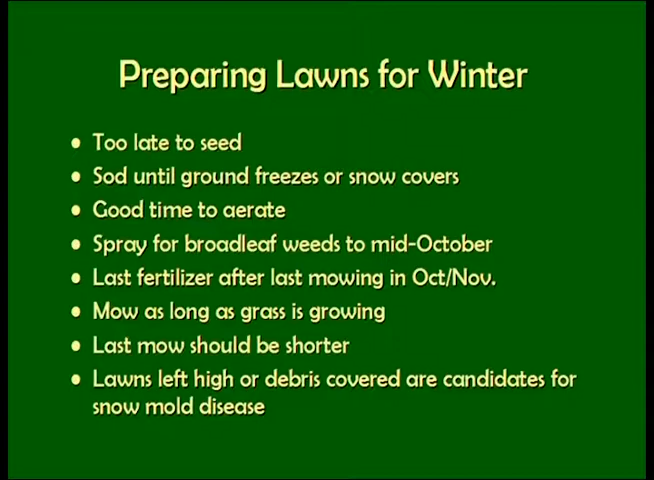 Preparing Lawns for Winter
• Too late to seed
• Sod until ground freezes or snow covers
• Good time to aerate
• Spray for broadleaf weeds to mid-October
• Last fertilizer after last mowing in Oct/Nov.
• Mow as long as grass is growing
• Last mow should be shorter
• Lawns left high or debris covered are candidates for
snow mold disease